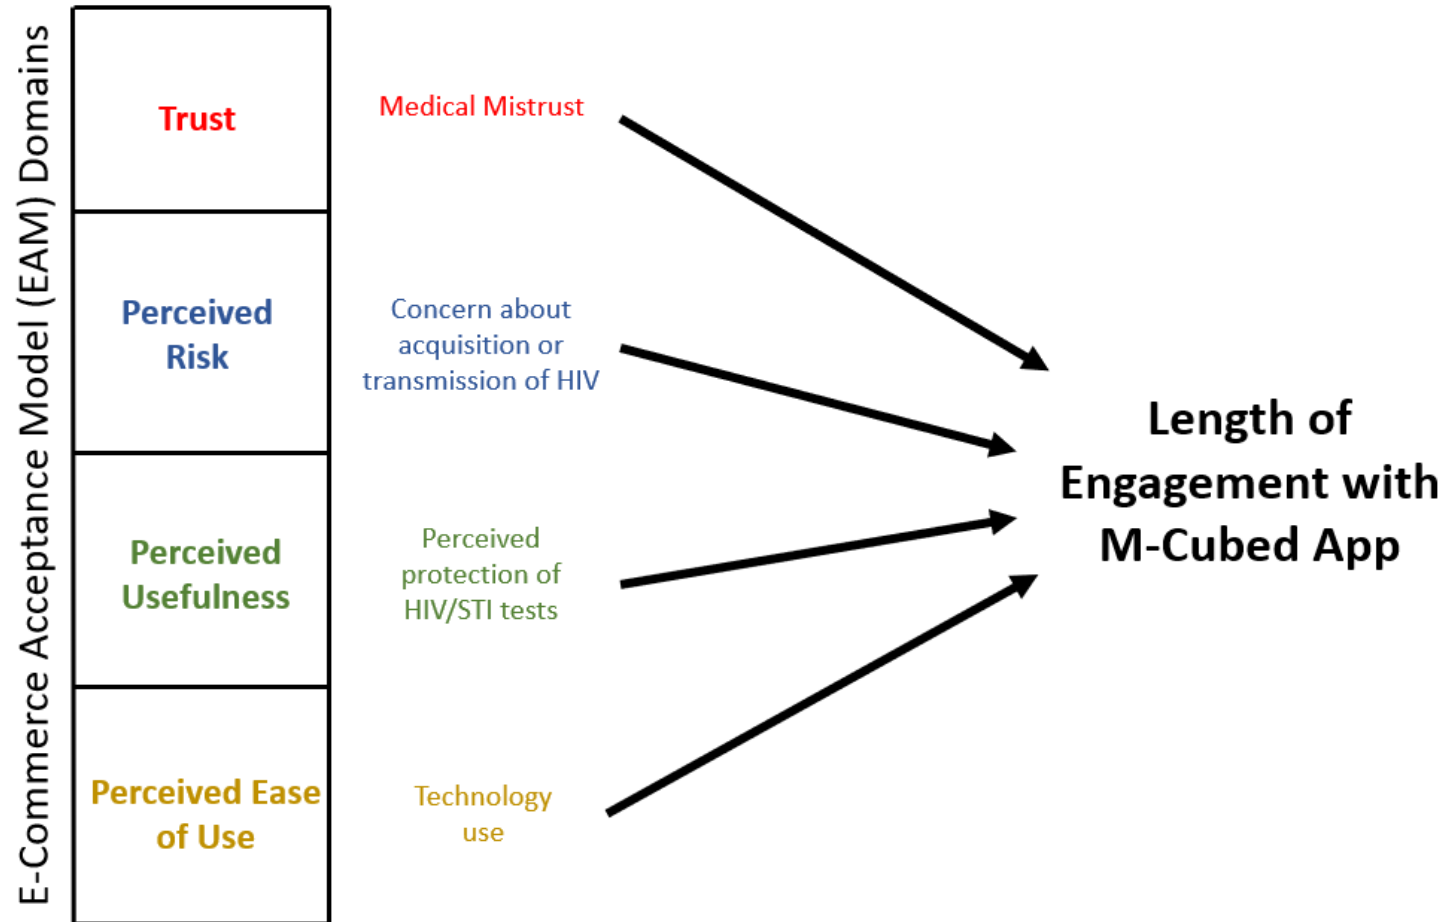 E-Commerce Acceptance Model (EAM) Domains
Trust
Medical Mistrust
Perceived
Risk
Concern about
acquisition or
transmission of HIV
Perceived
Usefulness
Perceived
protection of
HIV/STI tests
Perceived Ease
of Use
Technology
use
Length of
Engagement with
M-Cubed App